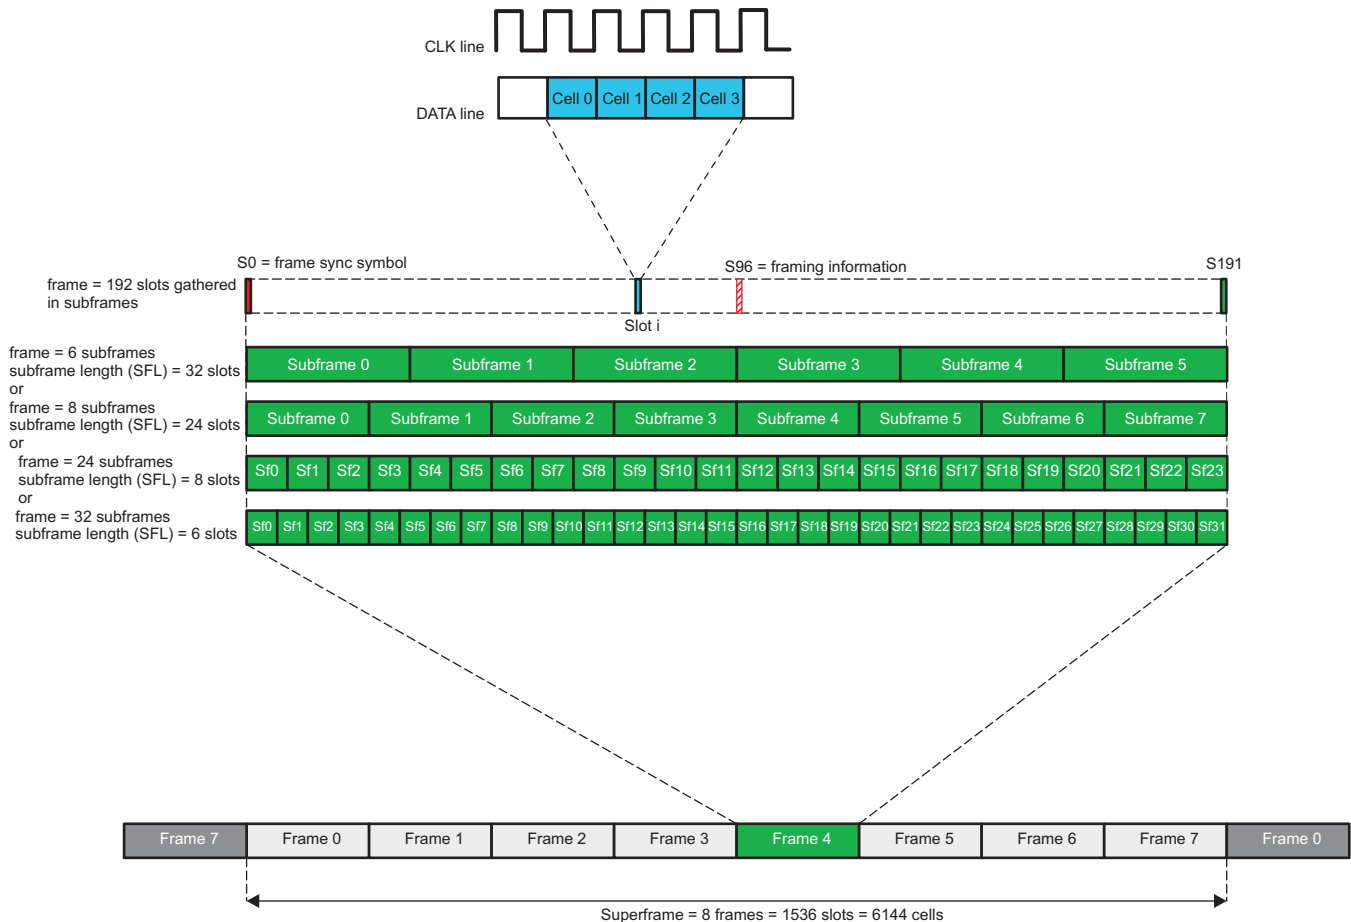 CLK line
DATA line
Cell 0 Cell 1 Cell 2 Cell 3
S0 = frame sync symbol
S96 = framing information
S191
frame = 192 slots gathered
in subframes
Slot i
frame = 6 subframes
subframe length (SFL) = 32 slots
Subframe 0 Subframe 1 Subframe 2 Subframe 3 Subframe 4 Subframe 5
or
frame = 8 subframes
subframe length (SFL) = 24 slots
Subframe 0 Subframe 1 Subframe 2 Subframe 3 Subframe 4 Subframe 5 Subframe 6 Subframe 7
or
frame = 24 subframes
subframe length (SFL) = 8 slots
Sf0 Sf1 Sf2 Sf3 Sf4 Sf5 Sf6 Sf7 Sf8 Sf9 Sf10 Sf11 Sf12 Sf13 Sf14 Sf15 Sf16 Sf17 Sf18 Sf19 Sf20 Sf21 Sf22 Sf23
or
frame = 32 subframes
subframe length (SFL) = 6 slots
Sf0 Sf1 Sf2 Sf3 Sf4 Sf5 Sf6 Sf7 Sf8 Sf9 Sf10 Sf11 Sf12 Sf13 Sf14 Sf15 Sf16 Sf17 Sf18 Sf19 Sf20 Sf21 Sf22 Sf23 Sf24 Sf25 Sf26 Sf27 Sf28 Sf29 Sf30 Sf31
Frame 7 Frame 0 Frame 1 Frame 2 Frame 3 Frame 4 Frame 5 Frame 6 Frame 7 Frame 0
Superframe = 8 frames = 1536 slots = 6144 cells